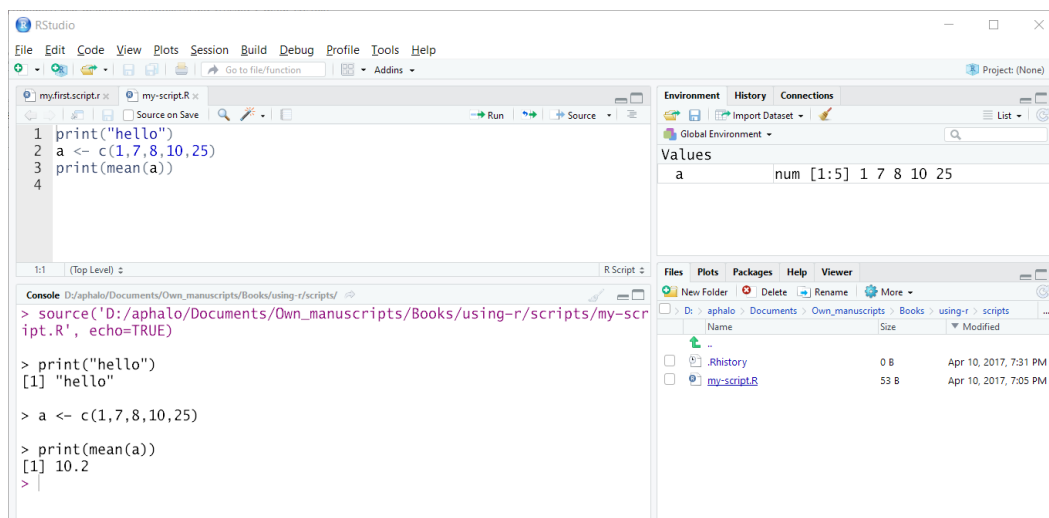 RStudio
File Edit Code View Plots Session Build Debug Profile Tools Help
Go to file/function Addins Project: (None)
my.first.script.r my-script.R
Source on Save Run Source
1 print("hello")
2 a <- c(1,7,8,10,25)
3 print(mean(a))
4
1:1 (Top Level) R Script
Console D:/aphalo/Documents/Own_manuscripts/Books/using-r/scripts/
> source('D:/aphalo/Documents/Own_manuscripts/Books/using-r/scripts/my-scr
ipt.R', echo=TRUE)
> print("hello")
[1] "hello"
> a <- c(1,7,8,10,25)
> print(mean(a))
[1] 10.2
>
Environment History Connections
Import Dataset List
Global Environment
Values
a num [1:5] 1 7 8 10 25
Files Plots Packages Help Viewer
New Folder Delete Rename More
D: > aphalo > Documents > Own_manuscripts > Books > using-r > scripts ...
Name Size Modified
..
.Rhistory 0 B Apr 10, 2017, 7:31 PM
my-script.R 53 B Apr 10, 2017, 7:05 PM